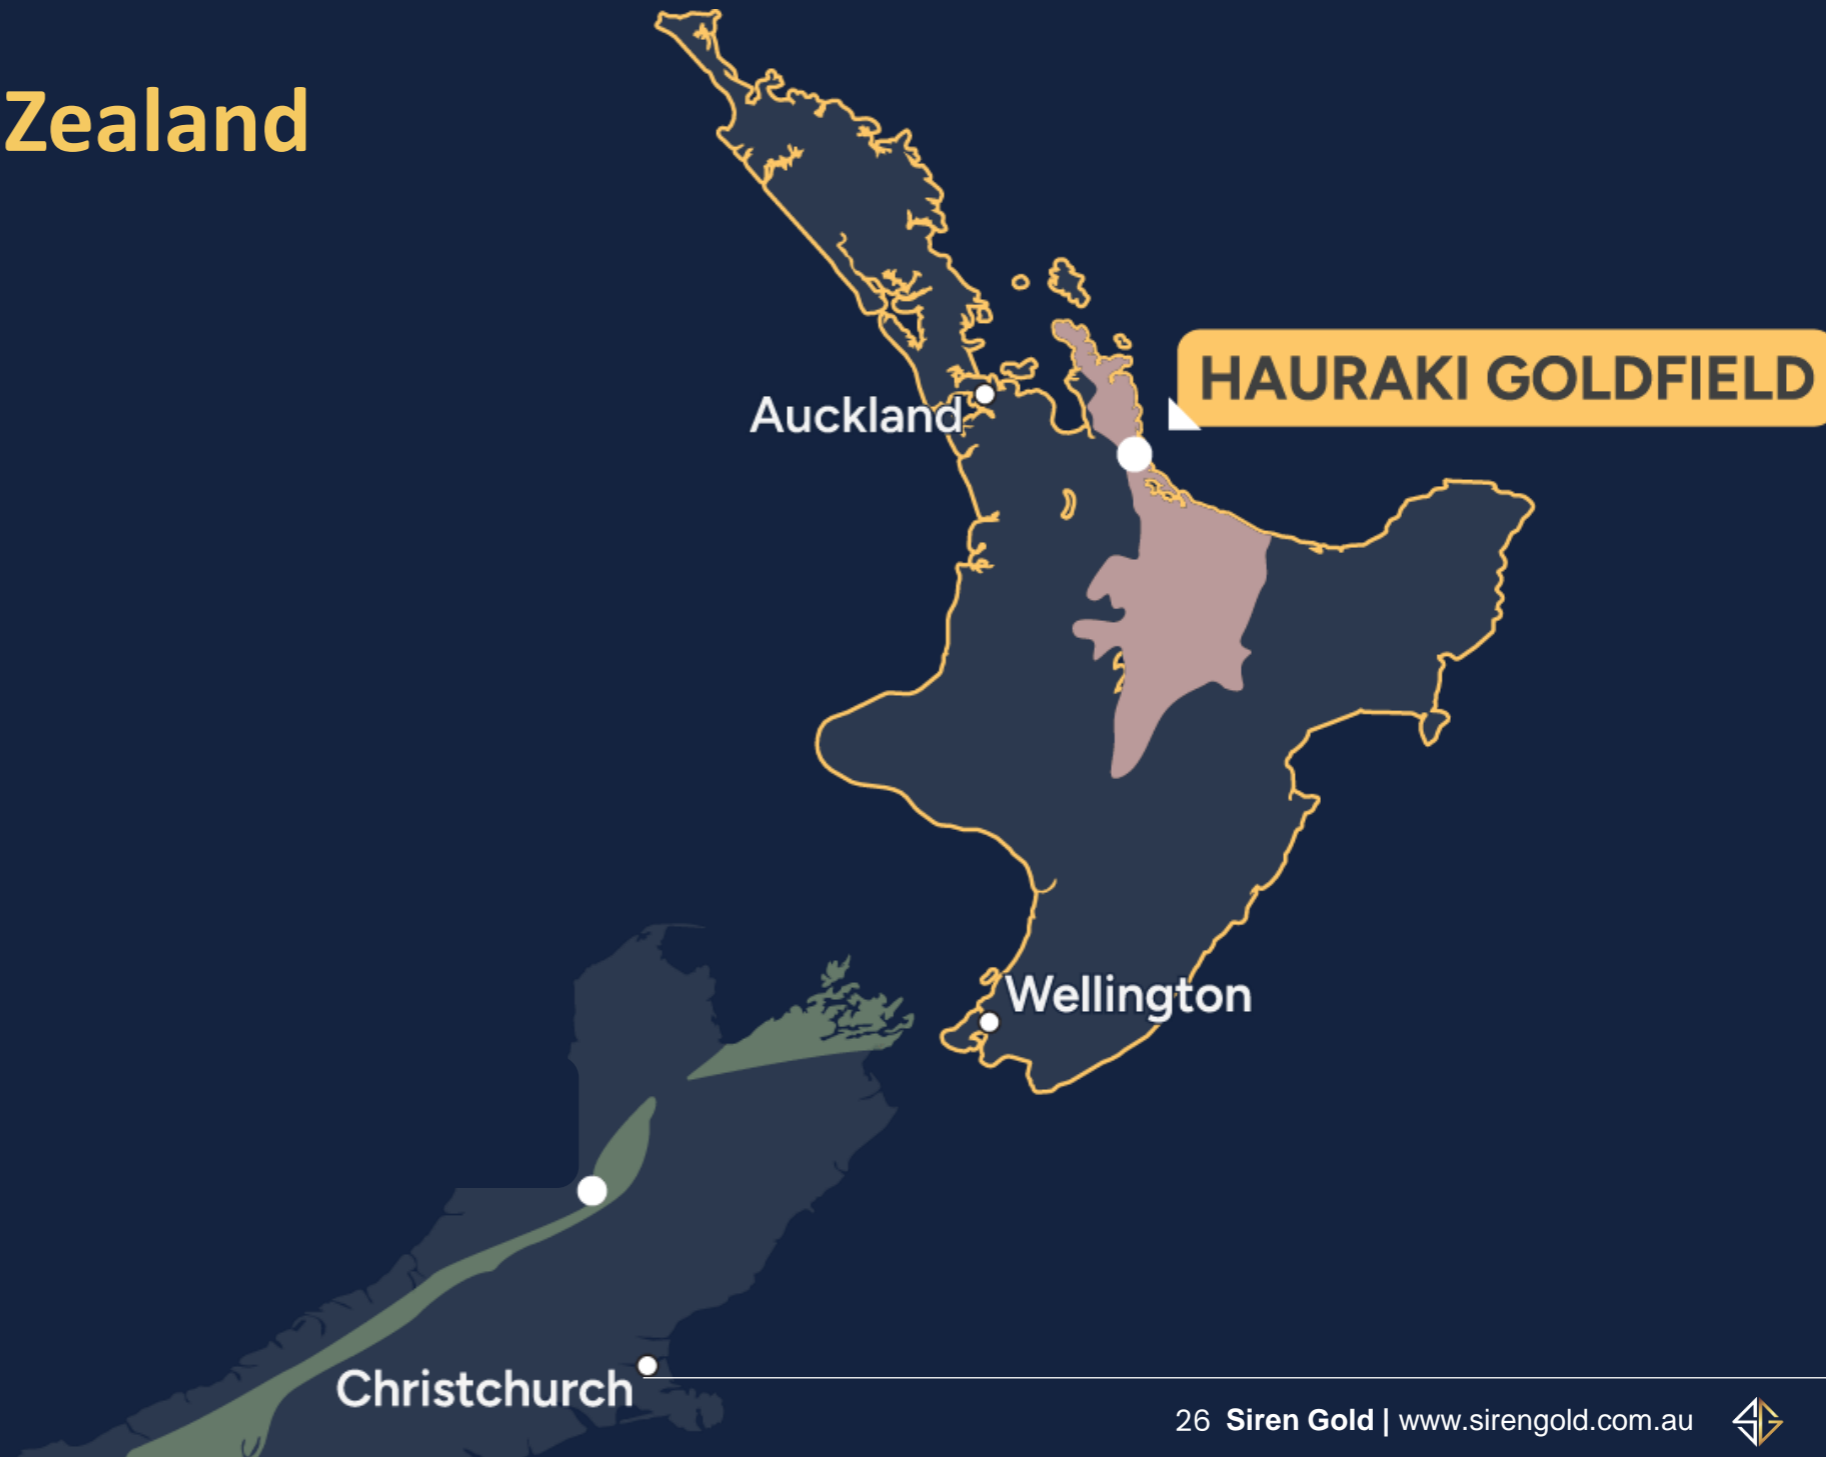 Zealand
HAURAKI GOLDFIELD
Auckland
Wellington
Christchurch
26 Siren Gold | www.sirengold.com.au